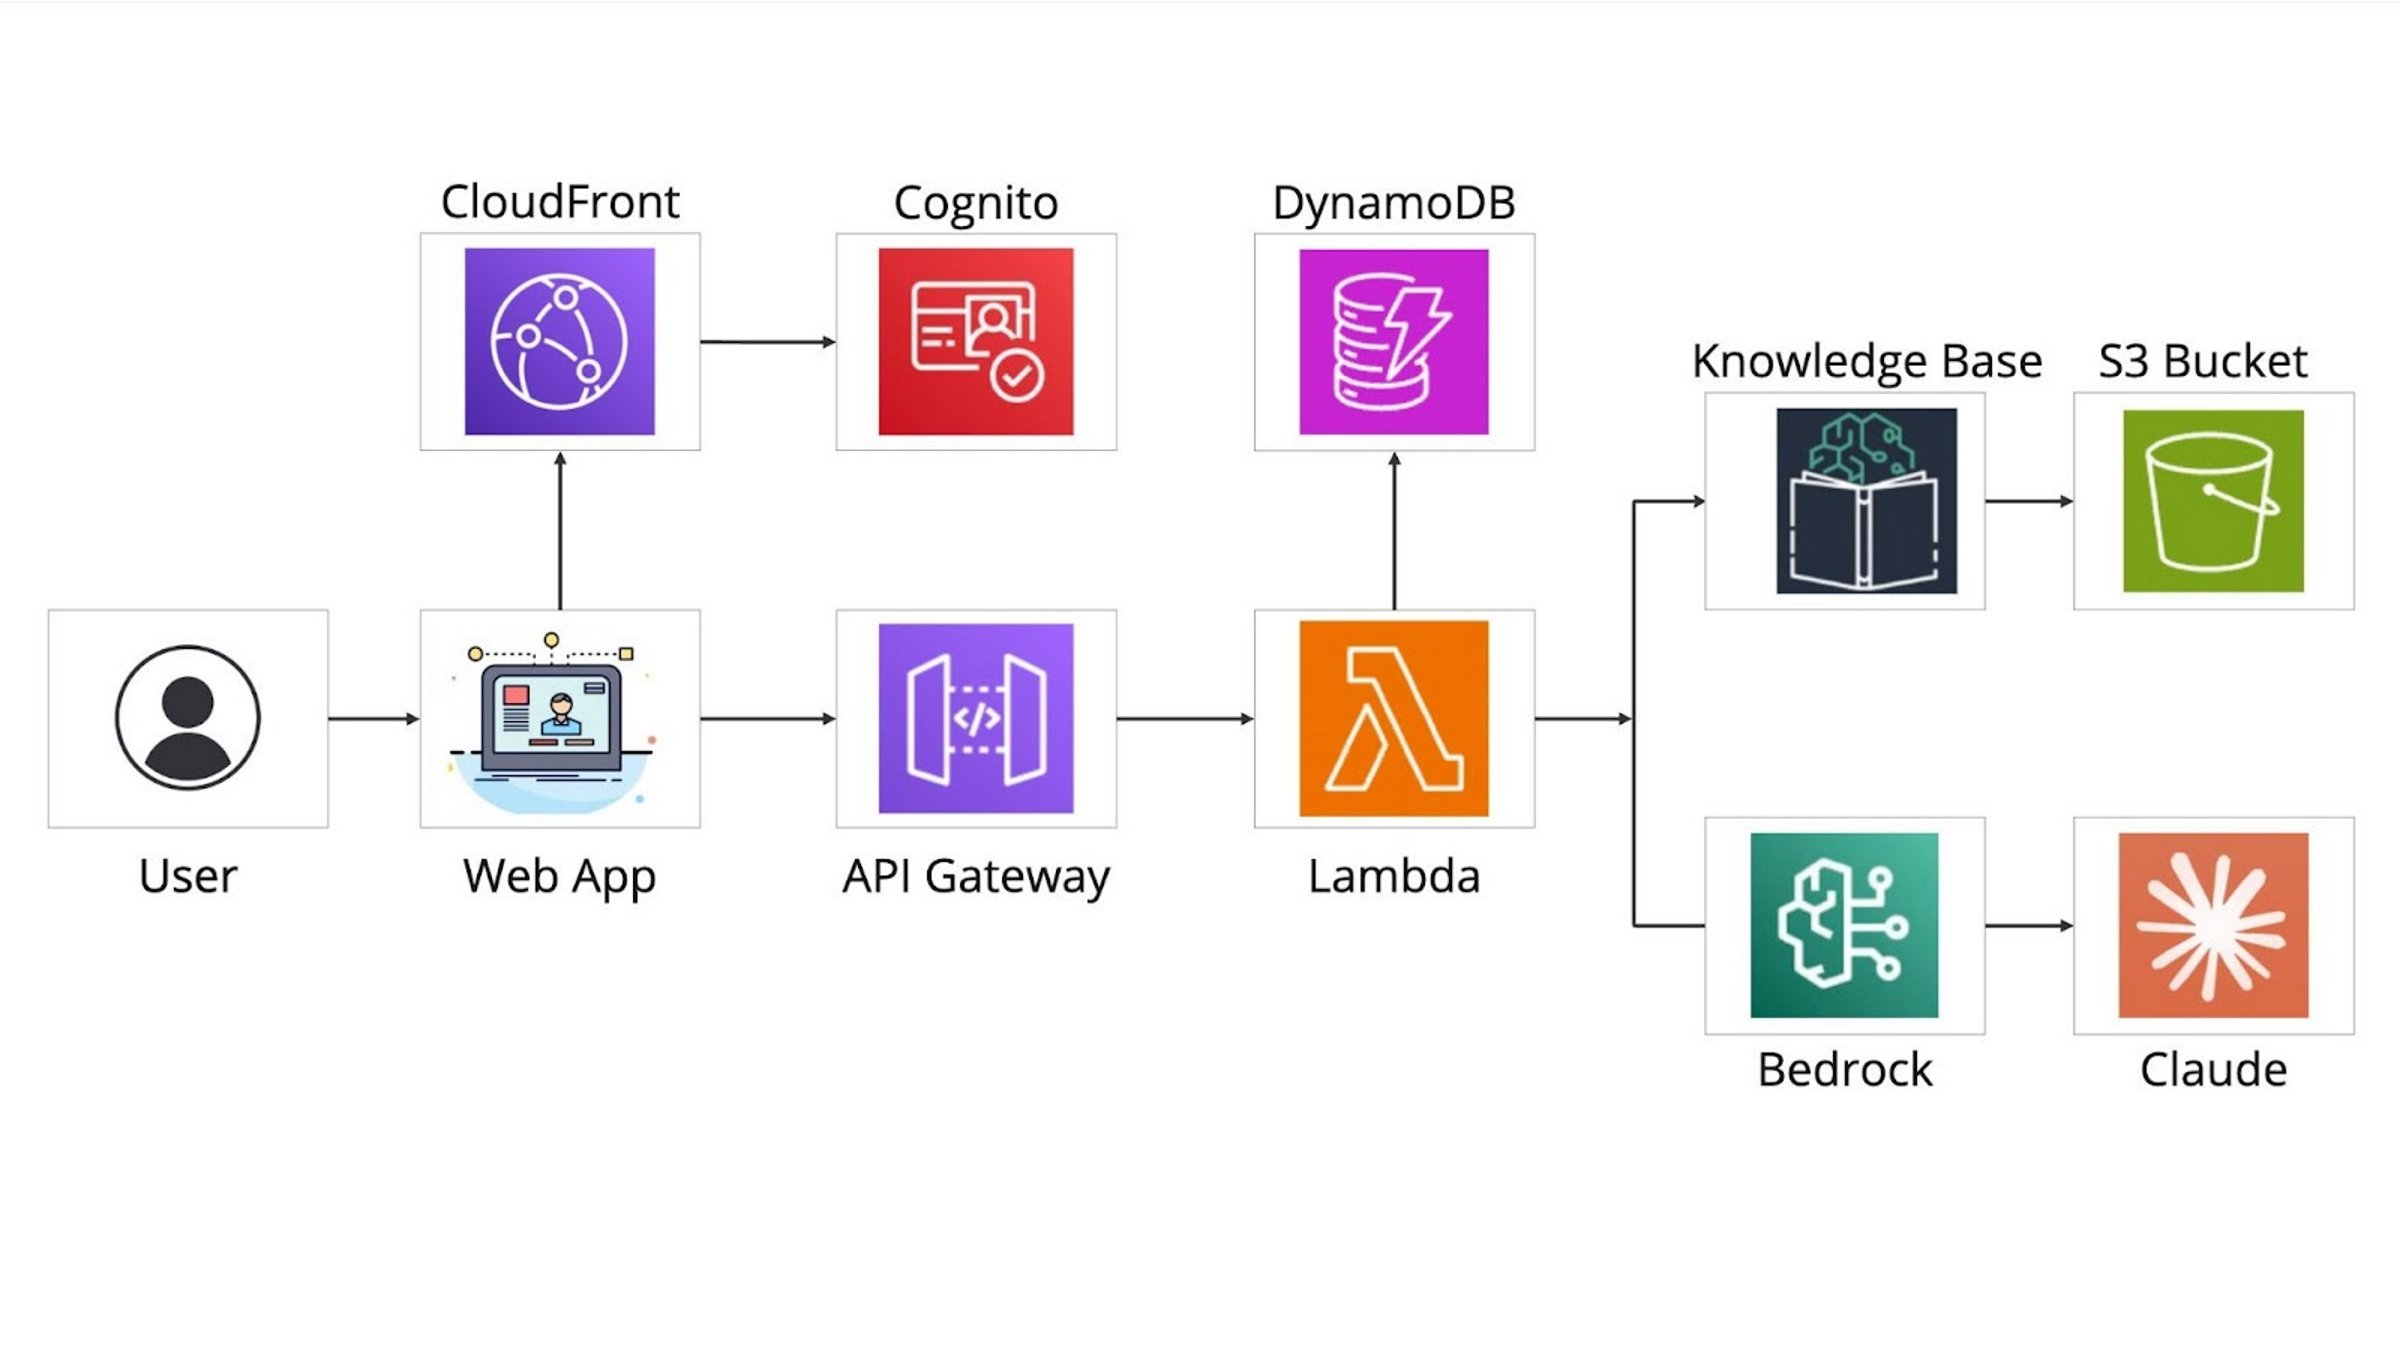 CloudFront
Cognito
DynamoDB
Knowledge Base
S3 Bucket
</>
User
Web App
API Gateway
Lambda
Bedrock
Claude